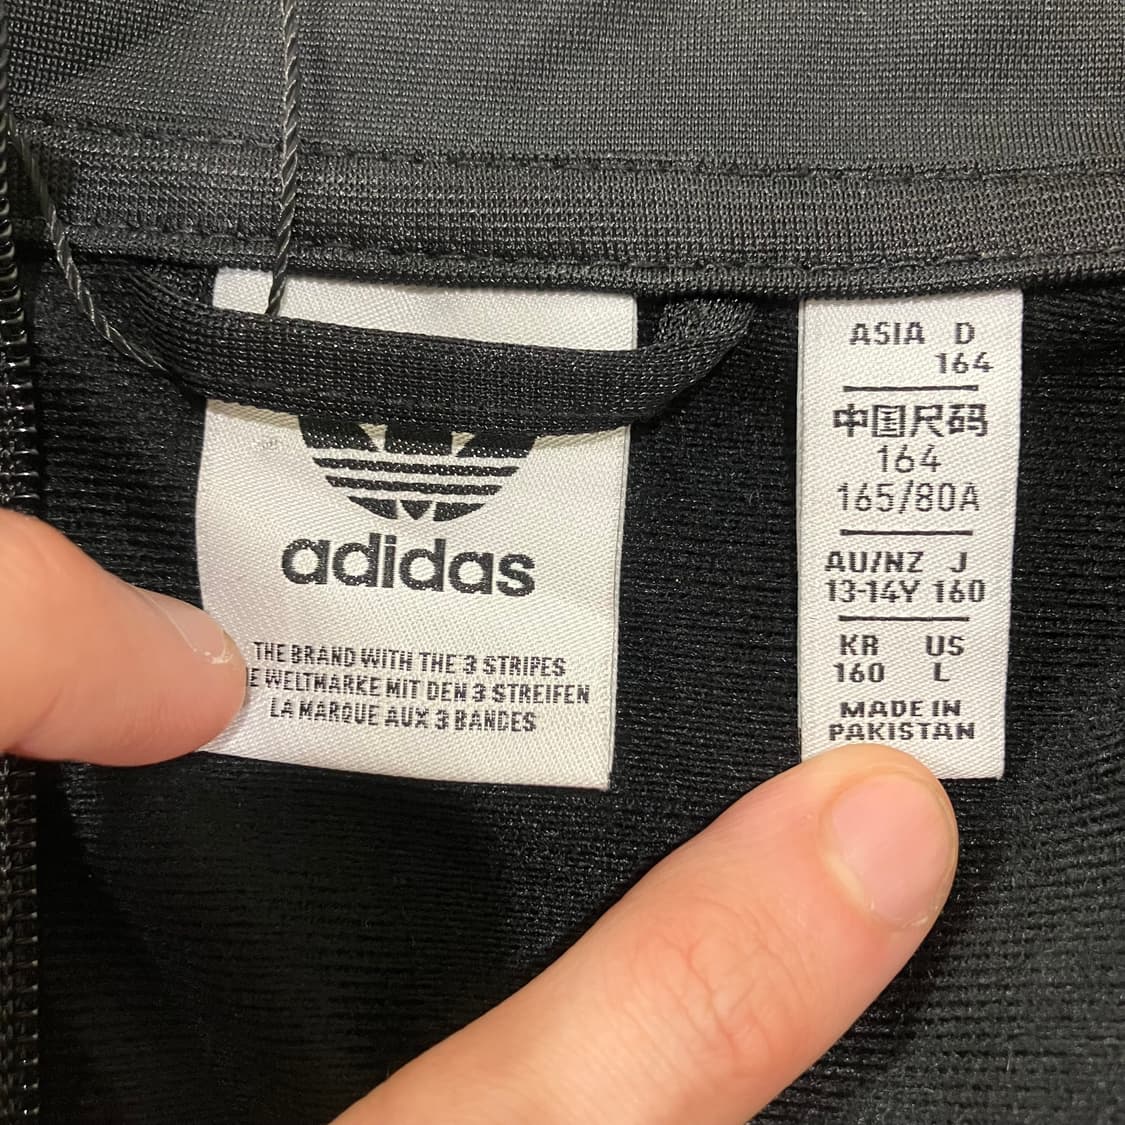 adidas
THE BRAND WITH THE 3 STRIPES
WELTMARKE MIT DEN 3 STREIFEN
LA MARQUE AUX 3 BANDES
ASIA D
164
中国尺码
164
165/80A
AU/NZ J
13-14Y 160
KR US
160 L
MADE IN
PAKISTAN